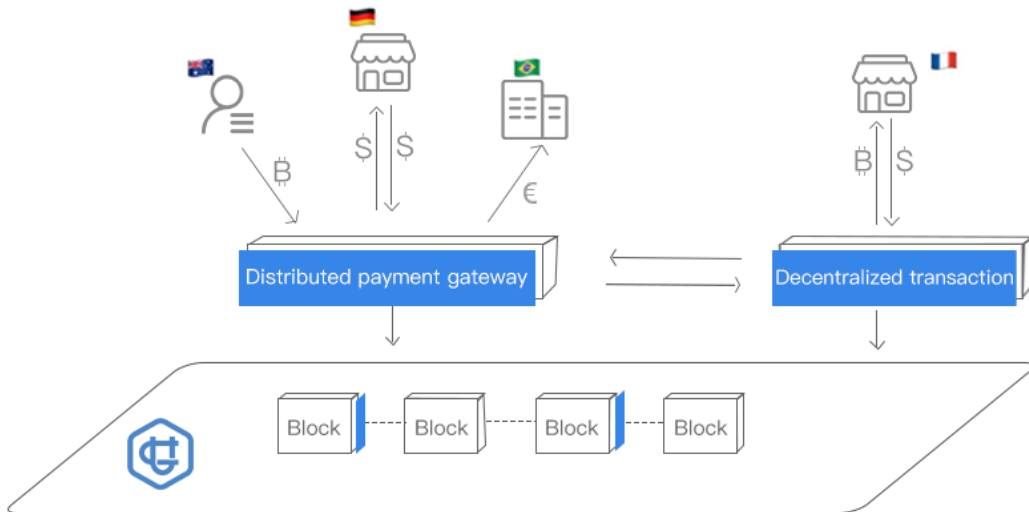 ₿
$ $
€
₿ $
Distributed payment gateway
Decentralized transaction
Block Block Block Block